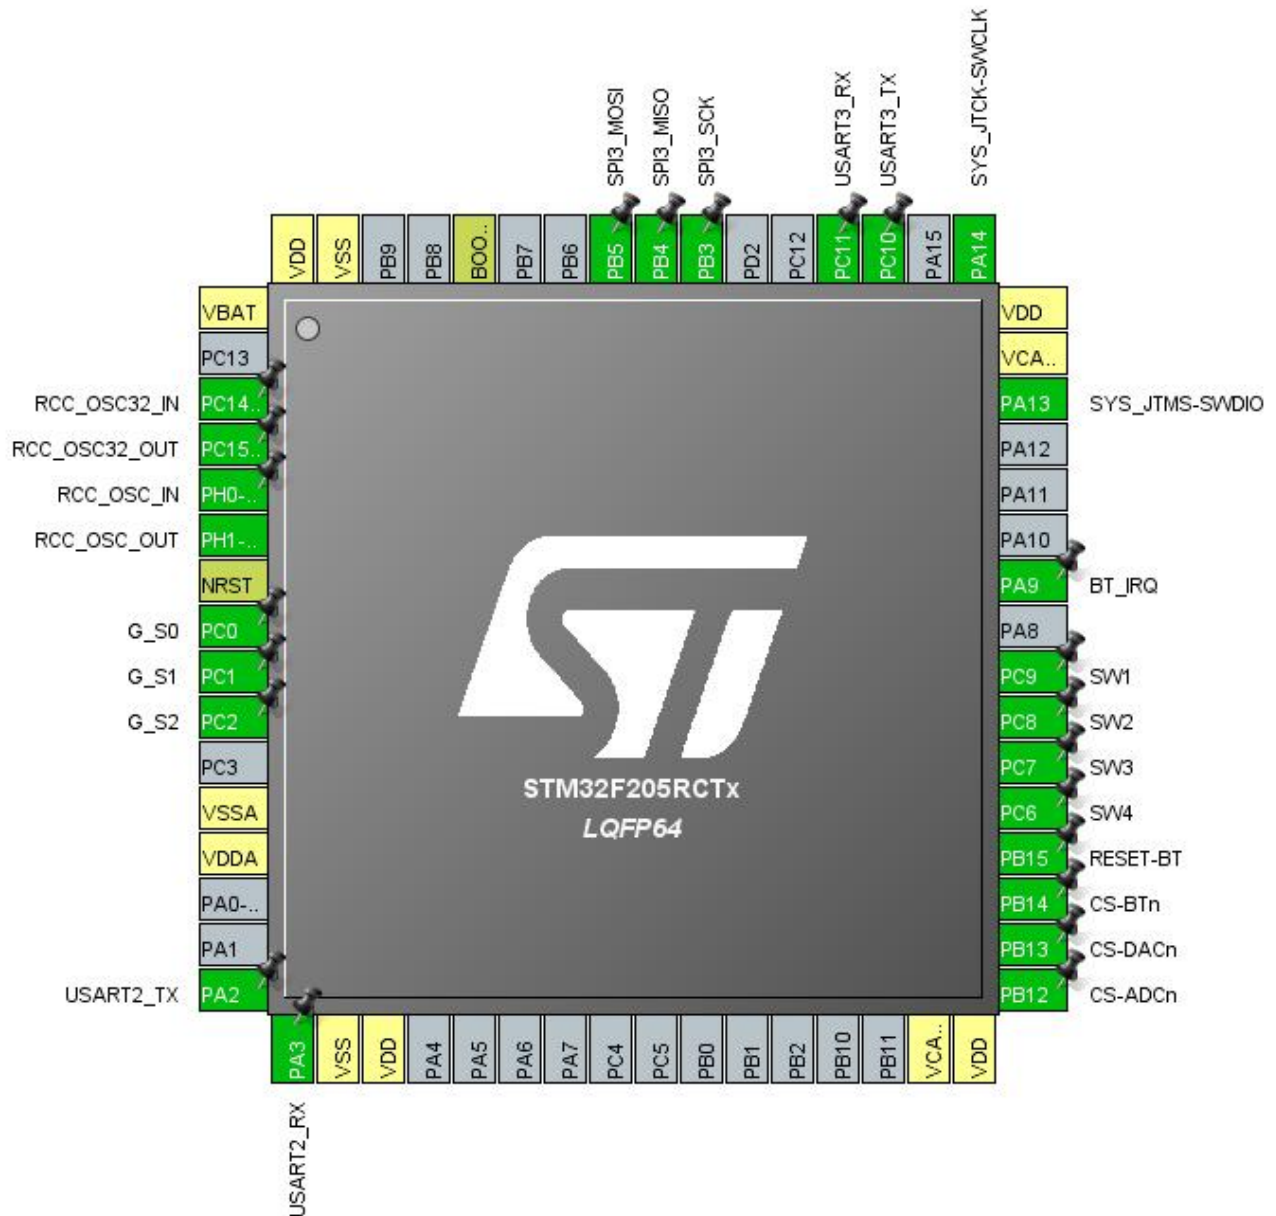 SPI3_MOSI
SPI3_MISO
SPI3_SCK
USART3_RX
USART3_TX
SYS_JTCK-SWCLK
VDD
VSS
PB9
PB8
BOO..
PB7
PB6
PB5
PB4
PB3
PD2
PC12
PC11
PC10
PA15
PA14
VBAT
PC13
RCC_OSC32_IN PC14..
RCC_OSC32_OUT PC15..
RCC_OSC_IN PH0-..
RCC_OSC_OUT PH1-..
NRST
G_S0 PC0
G_S1 PC1
G_S2 PC2
PC3
VSSA
VDDA
PA0-..
PA1
USART2_TX PA2
ST
STM32F205RCTx
LQFP64
VDD
VCA..
PA13 SYS_JTMS-SWDIO
PA12
PA11
PA10
PA9 BT_IRQ
PA8
PC9 SW1
PC8 SW2
PC7 SW3
PC6 SW4
PB15 RESET-BT
PB14 CS-BTn
PB13 CS-DACn
PB12 CS-ADCn
PA3
VSS
VDD
PA4
PA5
PA6
PA7
PC4
PC5
PB0
PB1
PB2
PB10
PB11
VCA..
VDD
USART2_RX